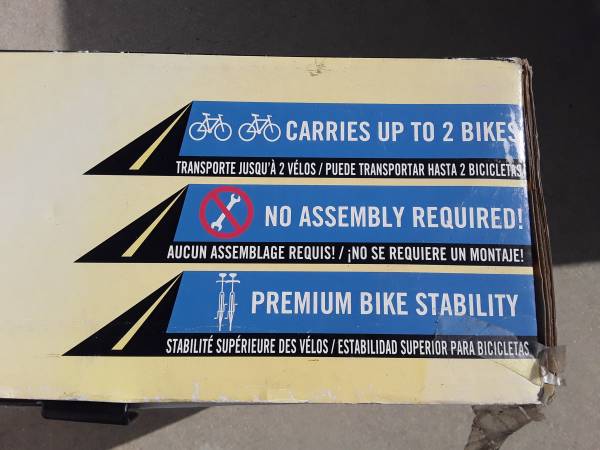 CARRIES UP TO 2 BIKES
TRANSPORTE JUSQU'À 2 VÉLOS / PUEDE TRANSPORTAR HASTA 2 BICICLETAS
NO ASSEMBLY REQUIRED!
AUCUN ASSEMBLAGE REQUIS! / ¡NO SE REQUIERE UN MONTAJE!
PREMIUM BIKE STABILITY
STABILITÉ SUPÉRIEURE DES VÉLOS / ESTABILIDAD SUPERIOR PARA BICICLETAS